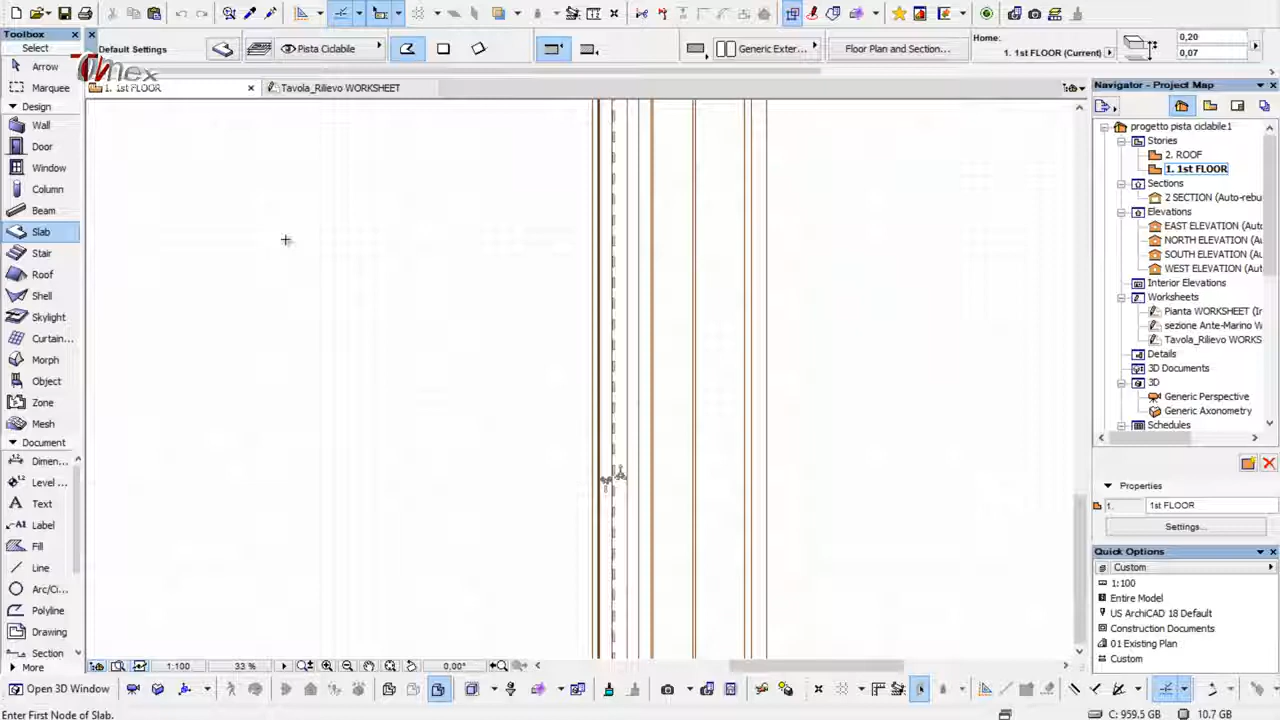 Toolbox
Select
Arrow
Marquee
Design
Wall
Door
Window
Column
Beam
Slab
Stair
Roof
Shell
Skylight
Curtain...
Morph
Object
Zone
Mesh
Document
Dimen...
Level ...
Text
A1 Label
Fill
Line
Arc/Ci...
Polyline
Drawing
Section
More
Default Settings
Pista Ciclabile
Generic Exter...
Floor Plan and Section...
Home:
1. 1st FLOOR (Current)
0,20
0,07
1. 1st FLOOR
Tavola_Rilievo WORKSHEET
Navigator - Project Map
progetto pista ciclabile1
Stories
2. ROOF
1. 1st FLOOR
Sections
2 SECTION (Auto-rebu
Elevations
EAST ELEVATION (Auto
NORTH ELEVATION (Au
SOUTH ELEVATION (Au
WEST ELEVATION (Auto
Interior Elevations
Worksheets
Pianta WORKSHEET (In
sezione Ante-Marino W
Tavola_Rilievo WORKS
Details
3D Documents
3D
Generic Perspective
Generic Axonometry
Schedules
Properties
1.
1st FLOOR
Settings...
Quick Options
Custom
1:100
Entire Model
US ArchiCAD 18 Default
Construction Documents
01 Existing Plan
Custom
1:100
33 %
0,00°
Open 3D Window
Enter First Node of Slab.
C: 959.5 GB
10.7 GB